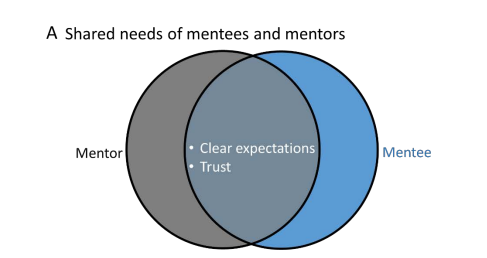 A Shared needs of mentees and mentors
Mentor
• Clear expectations
• Trust
Mentee